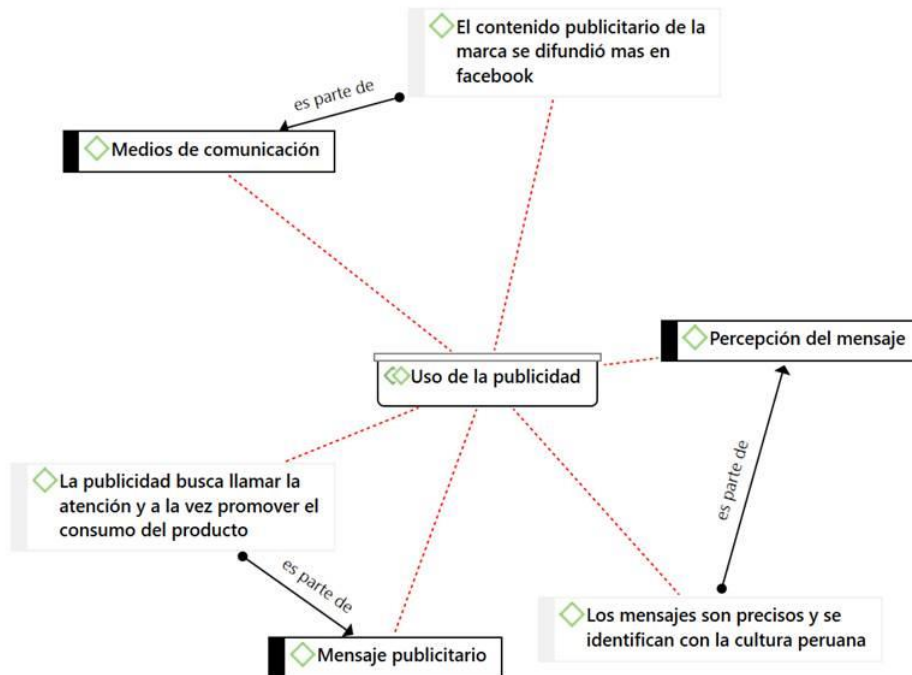 El contenido publicitario de la
marca se difundió mas en
facebook
es parte de
Medios de comunicación
Percepción del mensaje
Uso de la publicidad
es parte de
La publicidad busca llamar la
atención y a la vez promover el
consumo del producto
es parte de
Los mensajes son precisos y se
identifican con la cultura peruana
Mensaje publicitario